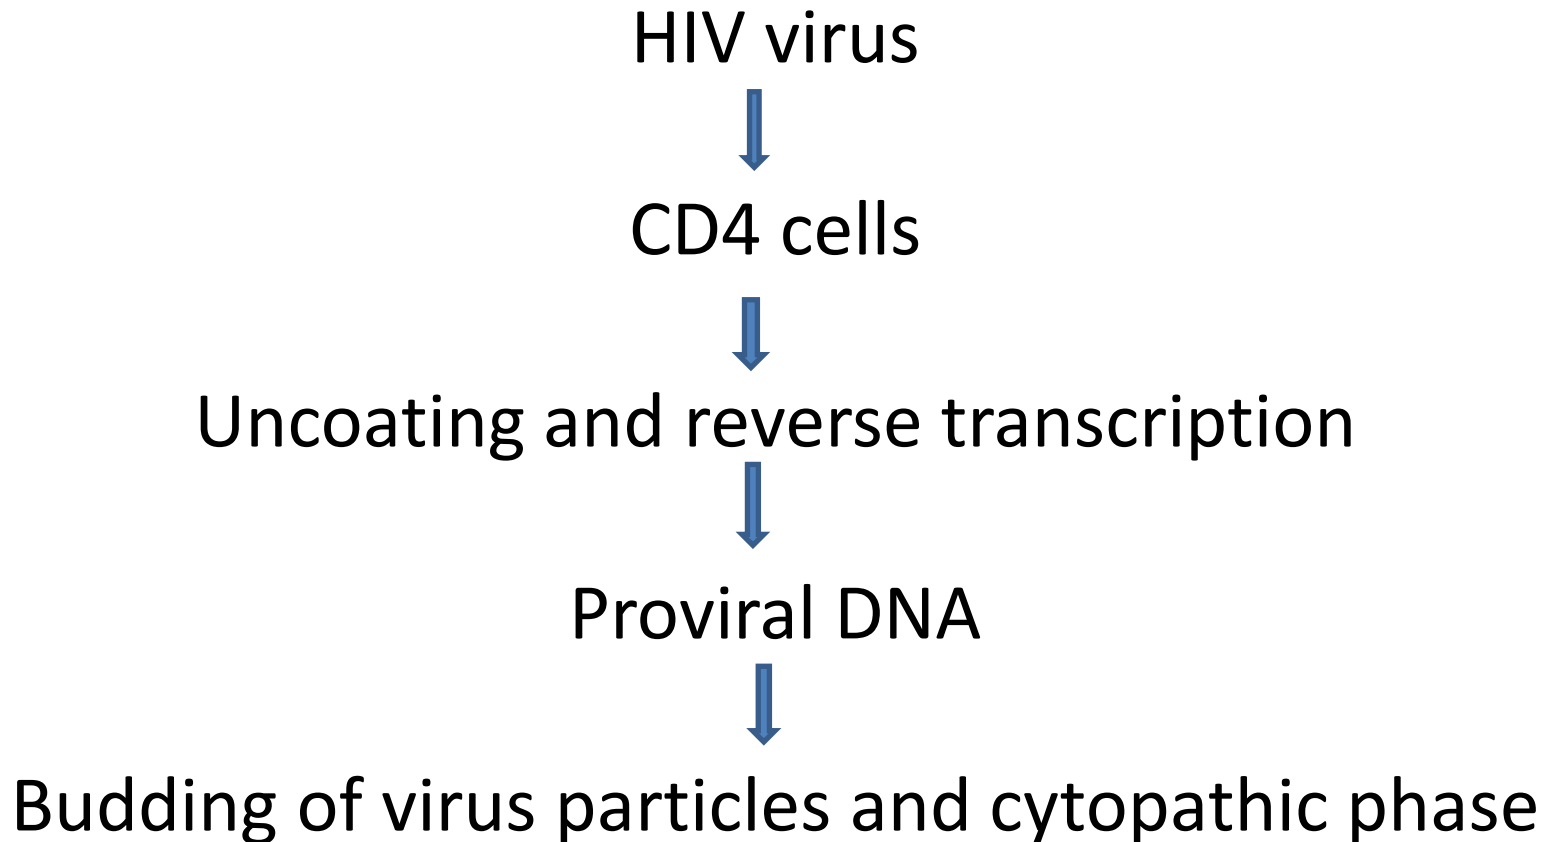 HIV virus
CD4 cells
Uncoating and reverse transcription
Proviral DNA
Budding of virus particles and cytopathic phase